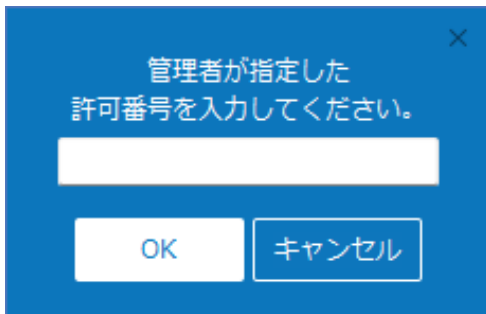 管理者が指定した
許可番号を入力してください。
OK
キャンセル